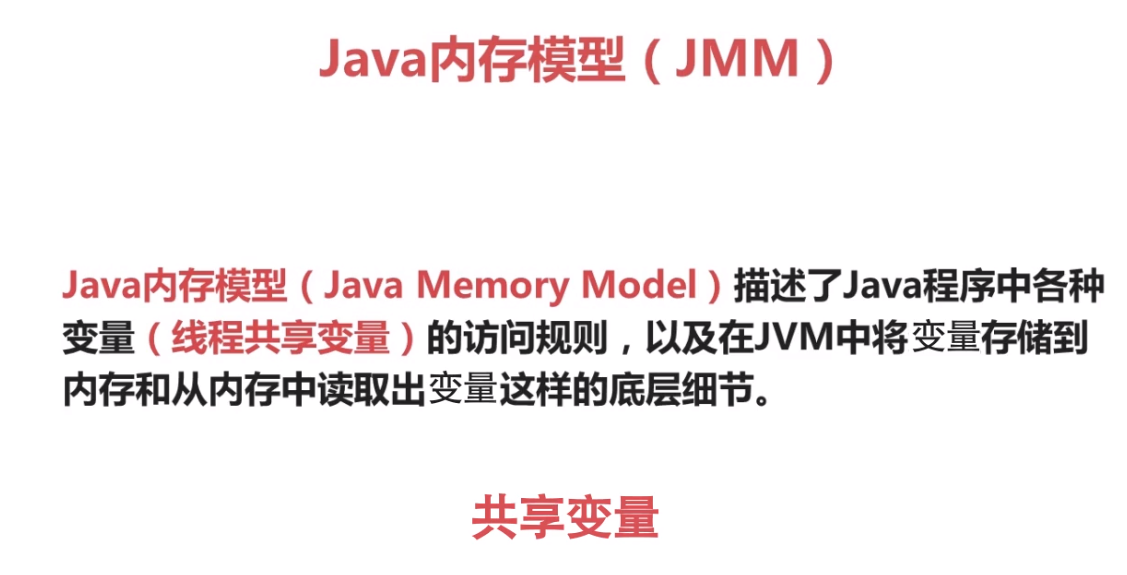 Java内存模型（JMM）
Java内存模型（Java Memory Model）描述了Java程序中各种
变量（线程共享变量）的访问规则，以及在JVM中将变量存储到
内存和从内存中读取出变量这样的底层细节。
共享变量